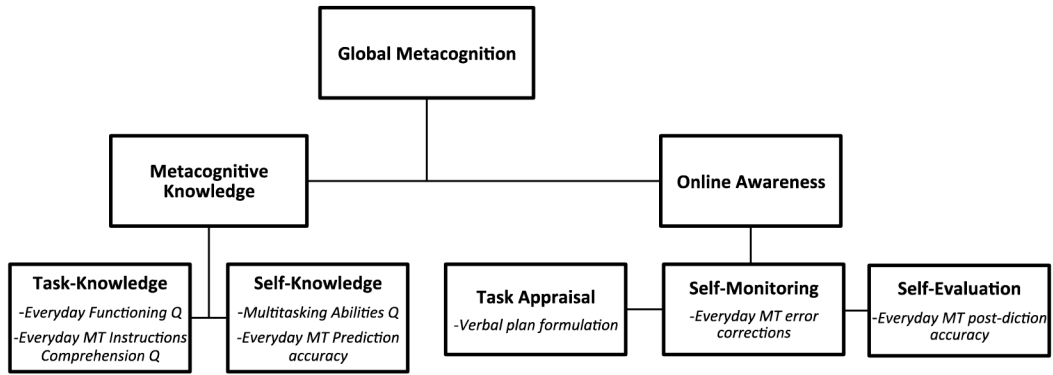 Global Metacognition
Metacognitive
Knowledge
Online Awareness
Task-Knowledge
-Everyday Functioning Q
-Everyday MT Instructions
Comprehension Q
Self-Knowledge
-Multitasking Abilities Q
-Everyday MT Prediction
accuracy
Task Appraisal
-Verbal plan formulation
Self-Monitoring
-Everyday MT error
corrections
Self-Evaluation
-Everyday MT post-diction
accuracy